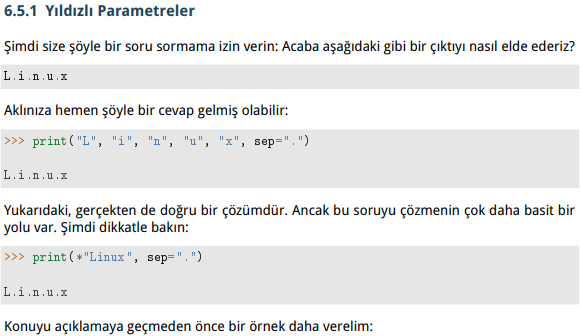 6.5.1 Yıldızlı Parametreler
Şimdi size şöyle bir soru sormama izin verin: Acaba aşağıdaki gibi bir çıktıyı nasıl elde ederiz?
L.i.n.u.x
Aklınıza hemen şöyle bir cevap gelmiş olabilir:
>>> print("L", "i", "n", "u", "x", sep=".")
L.i.n.u.x
Yukarıdaki, gerçekten de doğru bir çözümdür. Ancak bu soruyu çözmenin çok daha basit bir
yolu var. Şimdi dikkatle bakın:
>>> print(*"Linux", sep=".")
L.i.n.u.x
Konuyu açıklamaya geçmeden önce bir örnek daha verelim: